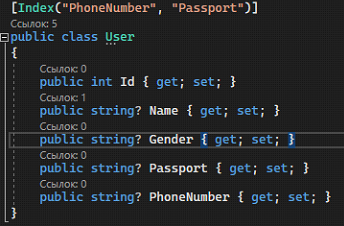 [Index("PhoneNumber", "Passport")]
Ссылок: 5
public class User
{
Ссылок: 0
public int Id { get; set; }
Ссылок: 1
public string? Name { get; set; }
Ссылок: 0
public string? Gender { get; set; }
Ссылок: 0
public string? Passport { get; set; }
Ссылок: 0
public string? PhoneNumber { get; set; }
}